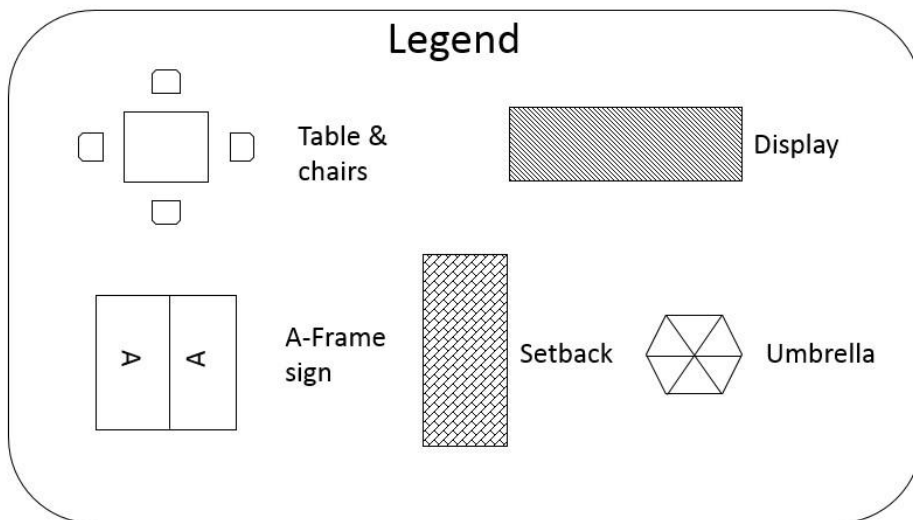 Legend
Table &
chairs
Display
A-Frame
sign
A
A
Setback
Umbrella